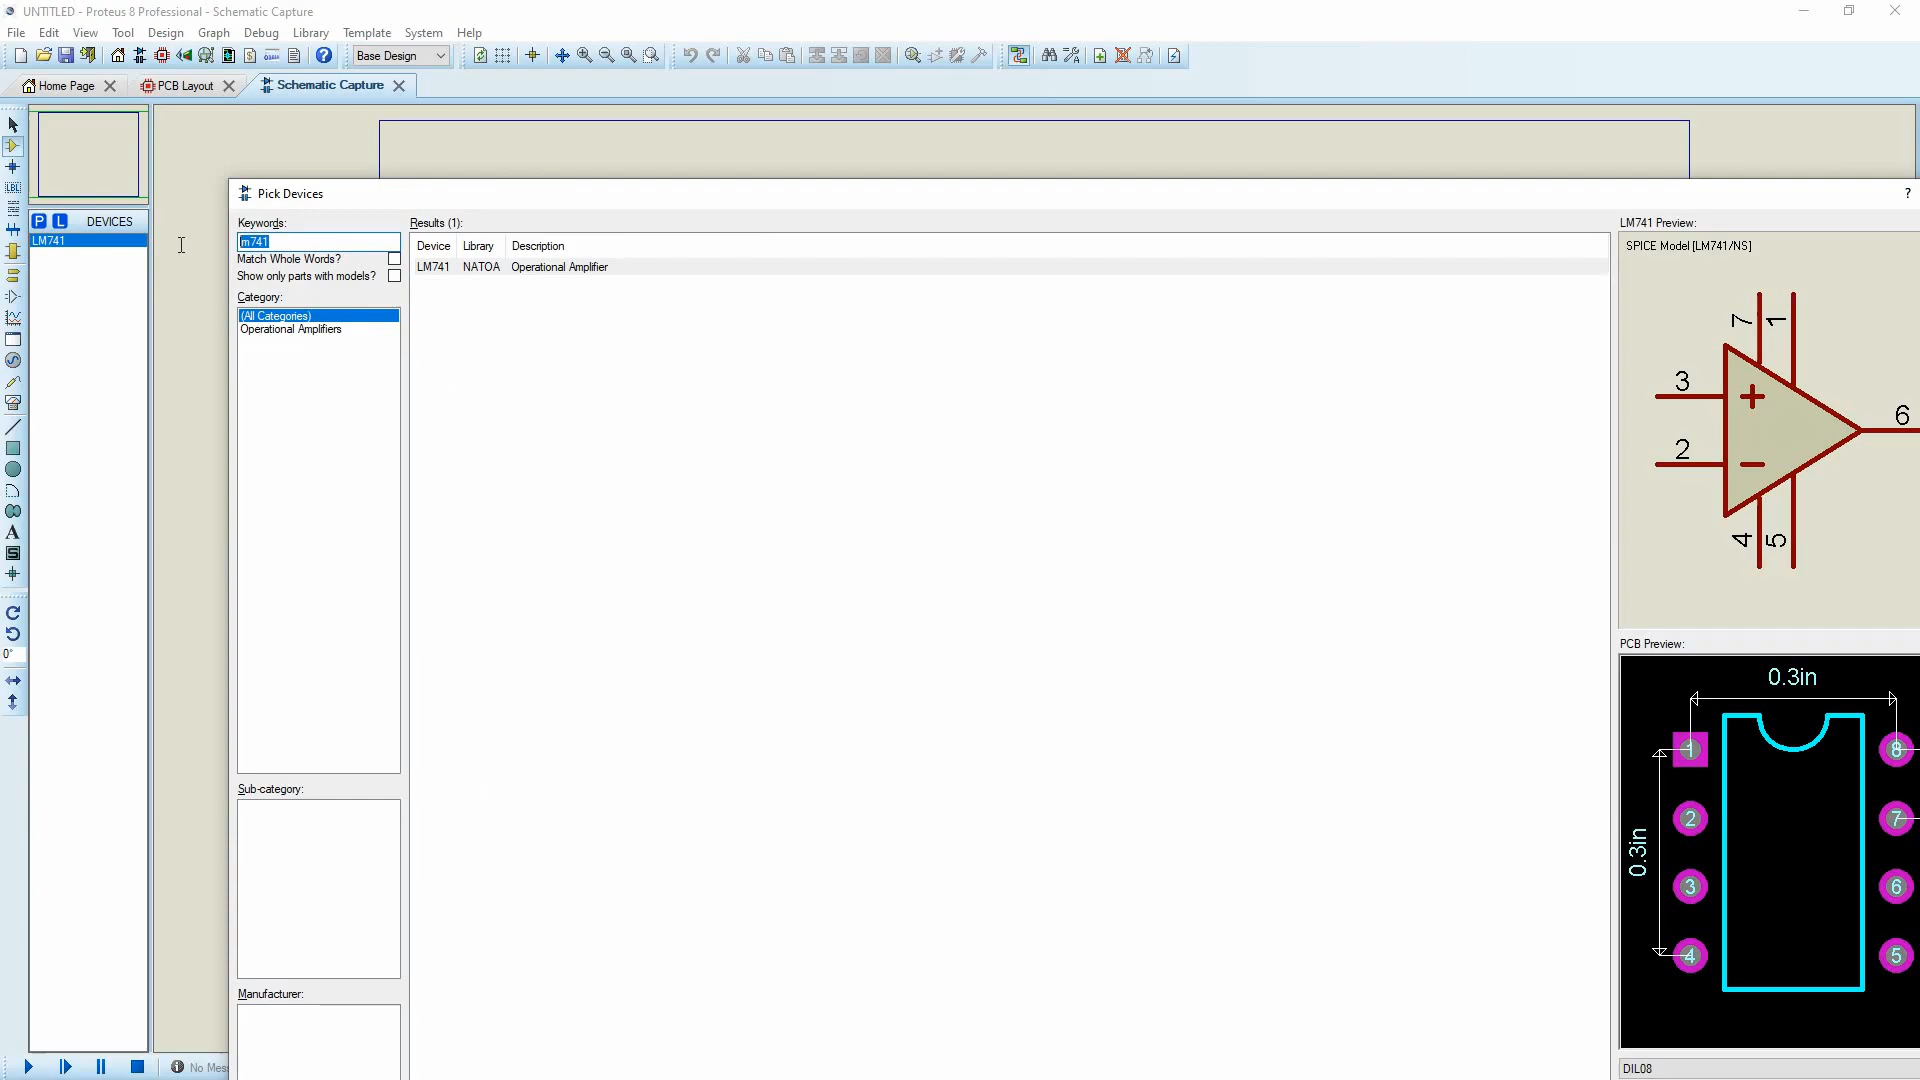 UNTITLED - Proteus 8 Professional - Schematic Capture
File Edit View Tool Design Graph Debug Library Template System Help
Base Design
Home Page PCB Layout Schematic Capture
P L DEVICES
LM741
LBL
A
S
0°
Pick Devices
?
Keywords:
m741
Match Whole Words?
Show only parts with models?
Category:
(All Categories)
Operational Amplifiers
Sub-category:
Manufacturer:
Results (1):
Device Library Description
LM741 NATOA Operational Amplifier
LM741 Preview:
SPICE Model [LM741/NS]
7 1
3 +
6
2 −
4 5
PCB Preview:
0.3in
0.3in
1 8
2 7
3 6
4 5
DIL08
No Mes